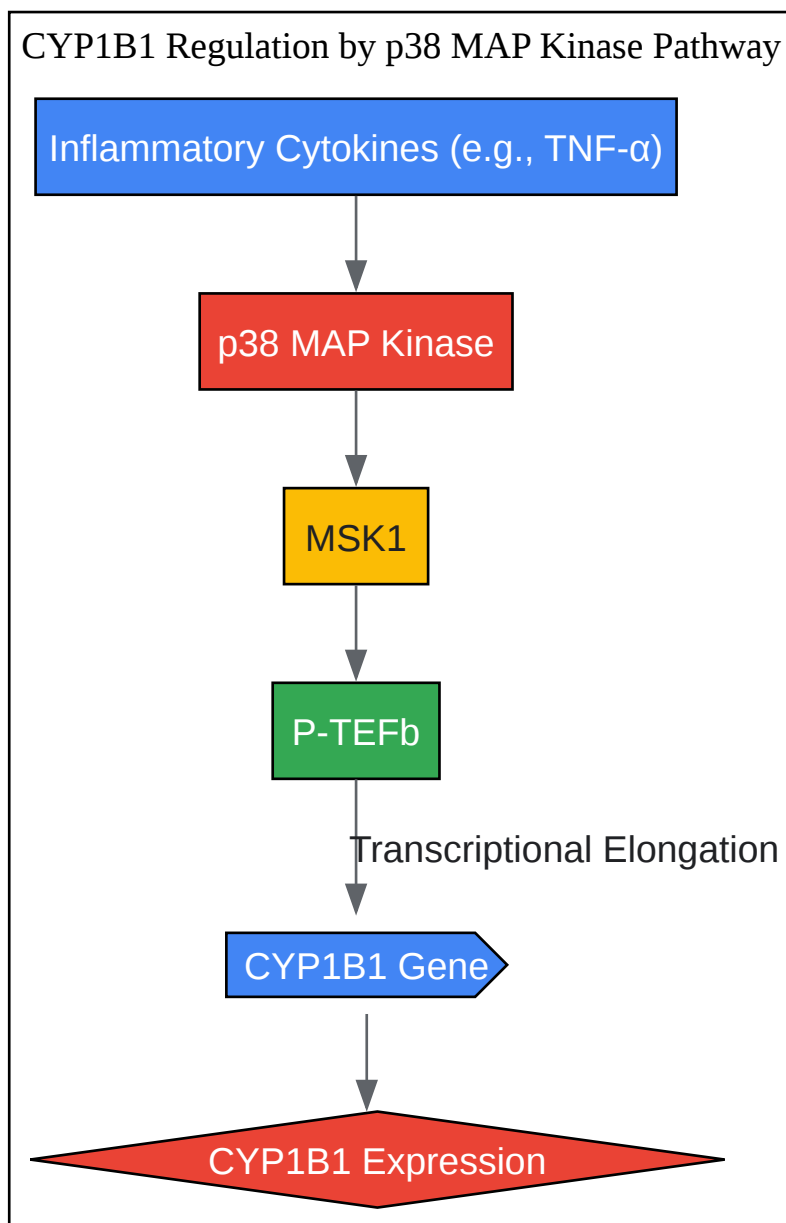 CYP1B1 Regulation by p38 MAP Kinase Pathway
Inflammatory Cytokines (e.g., TNF-α)
p38 MAP Kinase
MSK1
P-TEFb
Transcriptional Elongation
CYP1B1 Gene
CYP1B1 Expression